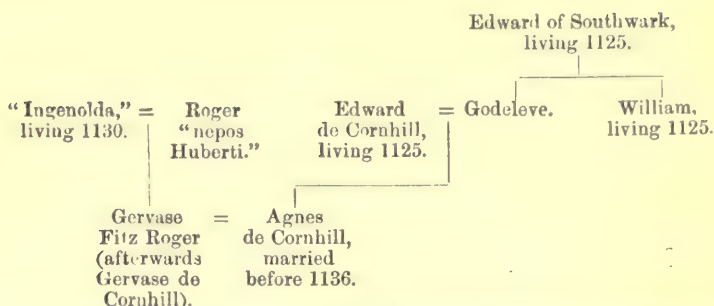 Edward of Southwark,
living 1125.
"Ingenolda," = Roger Edward = Godeleve. William,
living 1130. "nepos de Cornhill, living 1125.
Huberti." living 1125.
Gervase = Agnes
Fitz Roger de Cornhill,
(afterwards married
Gervase de before 1136.
Cornhill).